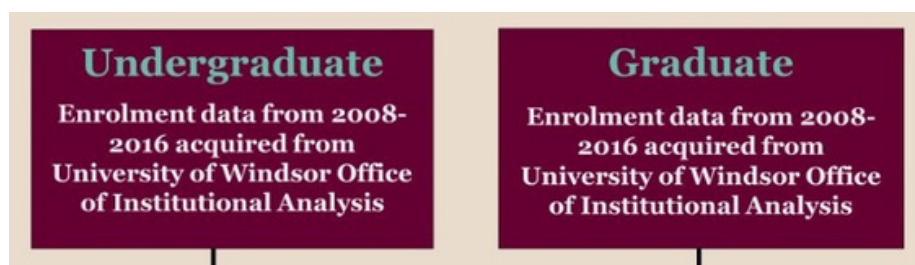 Undergraduate
Enrolment data from 2008-
2016 acquired from
University of Windsor Office
of Institutional Analysis
Graduate
Enrolment data from 2008-
2016 acquired from
University of Windsor Office
of Institutional Analysis